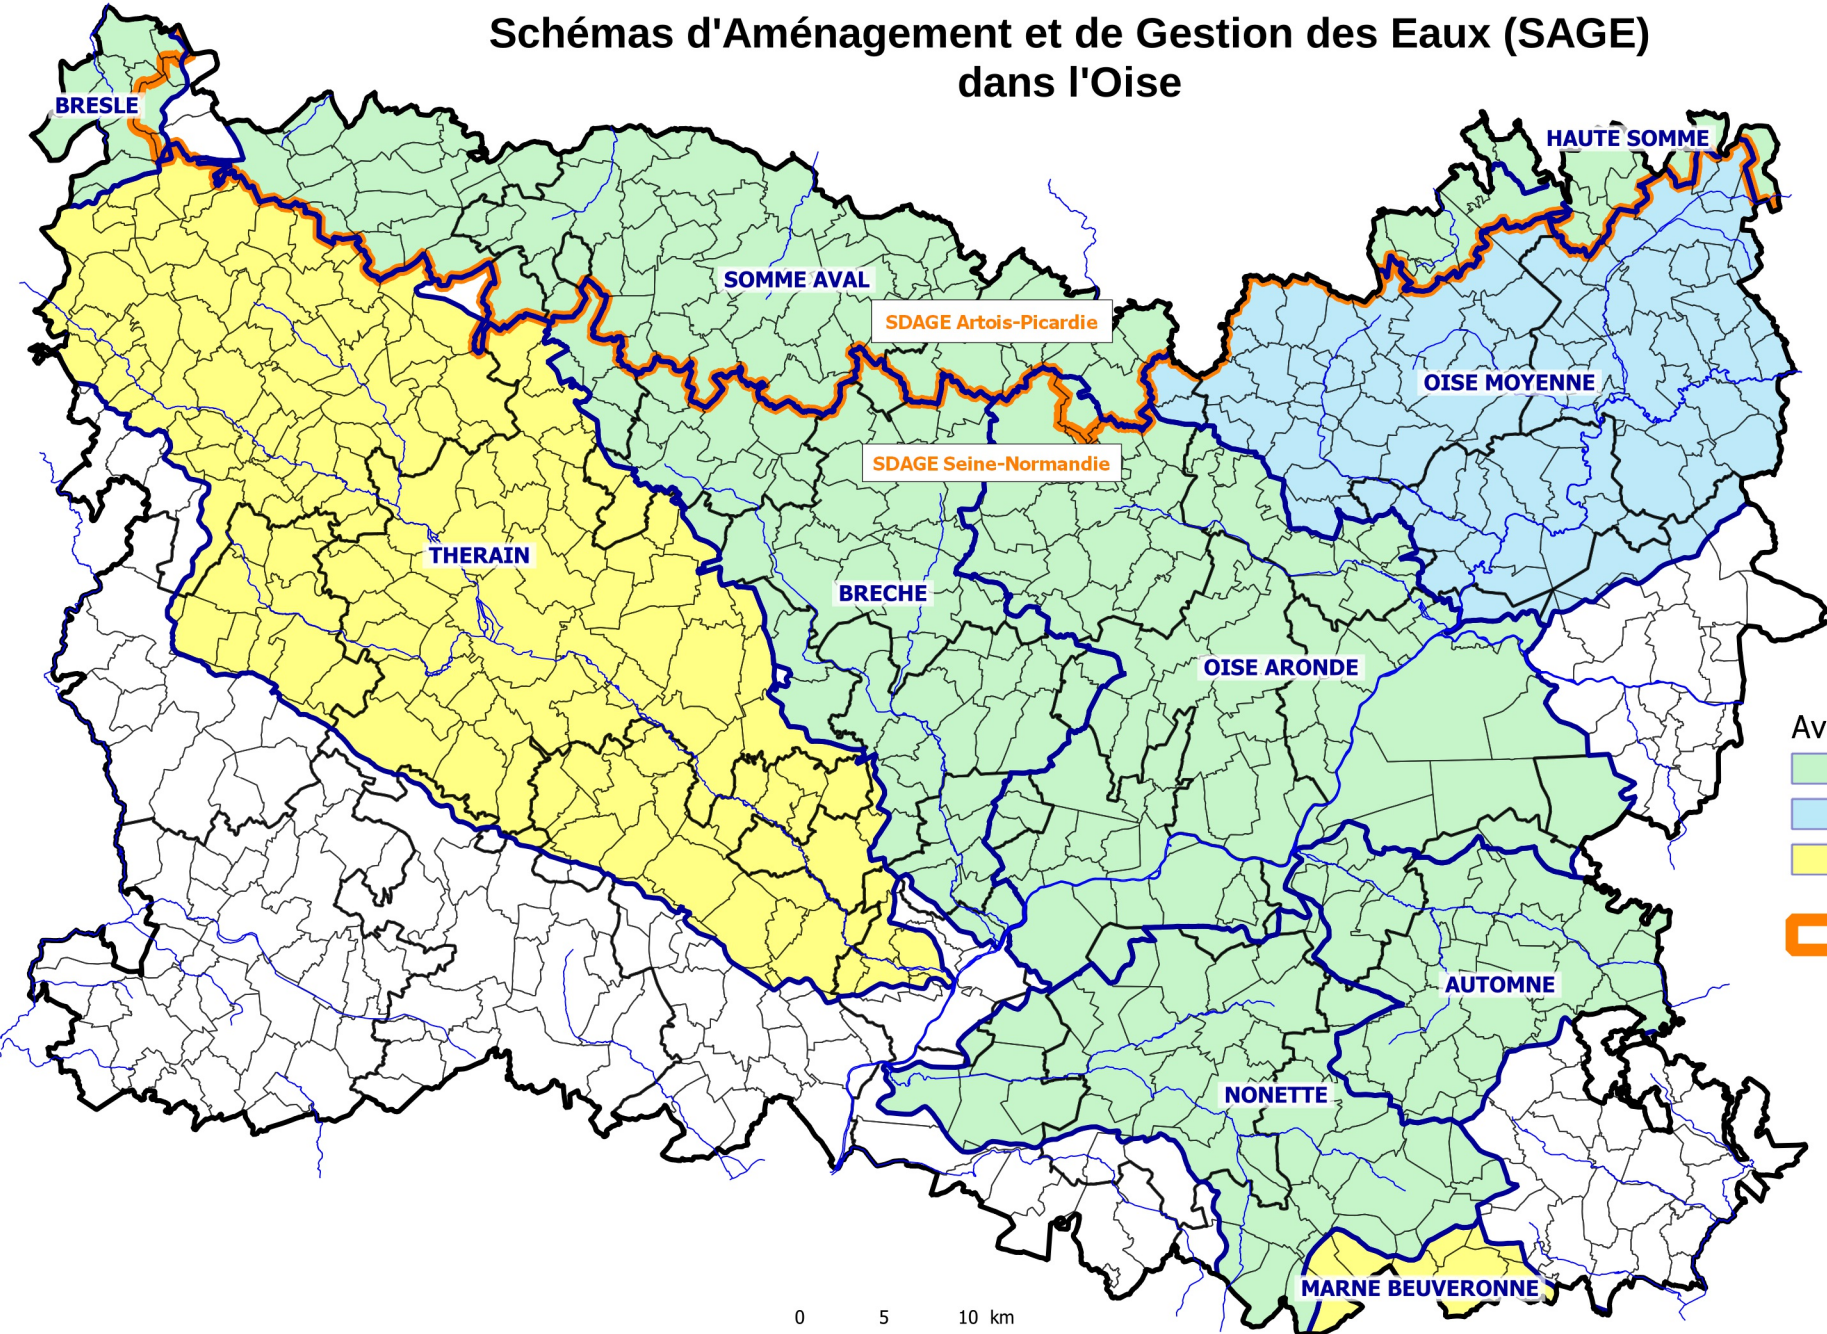 Schémas d'Aménagement et de Gestion des Eaux (SAGE)
dans l'Oise
BRESLE
HAUTE SOMME
SOMME AVAL
SDAGE Artois-Picardie
OISE MOYENNE
SDAGE Seine-Normandie
THERAIN
BRECHE
OISE ARONDE
Av
AUTOMNE
NONETTE
MARNE BEUVERONNE
0 5 10 km